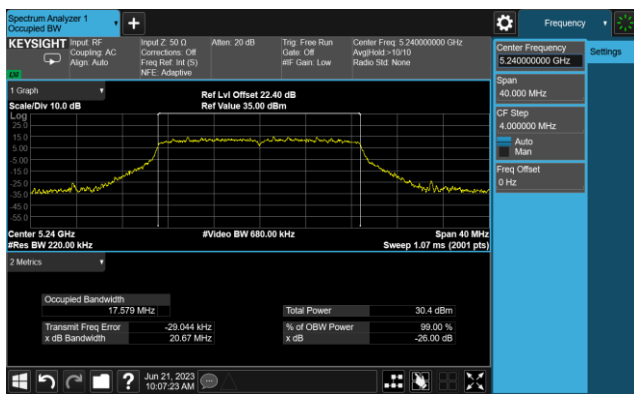 Spectrum Analyzer 1
Occupied BW
Frequency
KEYSIGHT
Input: RF
Coupling: AC
Align: Auto
Input Z: 50 Ω
Corrections: Off
Freq Ref: Int (S)
NFE: Adaptive
Atten: 20 dB
Trig: Free Run
Gate: Off
#IF Gain: Low
Center Freq: 5.240000000 GHz
Avg|Hold:>10/10
Radio Std: None
LXI
Center Frequency
5.240000000 GHz
Settings
Span
40.000 MHz
CF Step
4.000000 MHz
Auto
Man
Freq Offset
0 Hz
1 Graph
Scale/Div 10.0 dB
Ref Lvl Offset 22.40 dB
Ref Value 35.00 dBm
Log
25.0
15.0
5.00
-5.00
-15.0
-25.0
-35.0
-45.0
-55.0
Center 5.24 GHz
#Res BW 220.00 kHz
#Video BW 680.00 kHz
Span 40 MHz
Sweep 1.07 ms (2001 pts)
2 Metrics
Occupied Bandwidth
17.579 MHz
Total Power 30.4 dBm
Transmit Freq Error -29.044 kHz
% of OBW Power 99.00 %
x dB Bandwidth 20.67 MHz
x dB -26.00 dB
?
Jun 21, 2023
10:07:23 AM